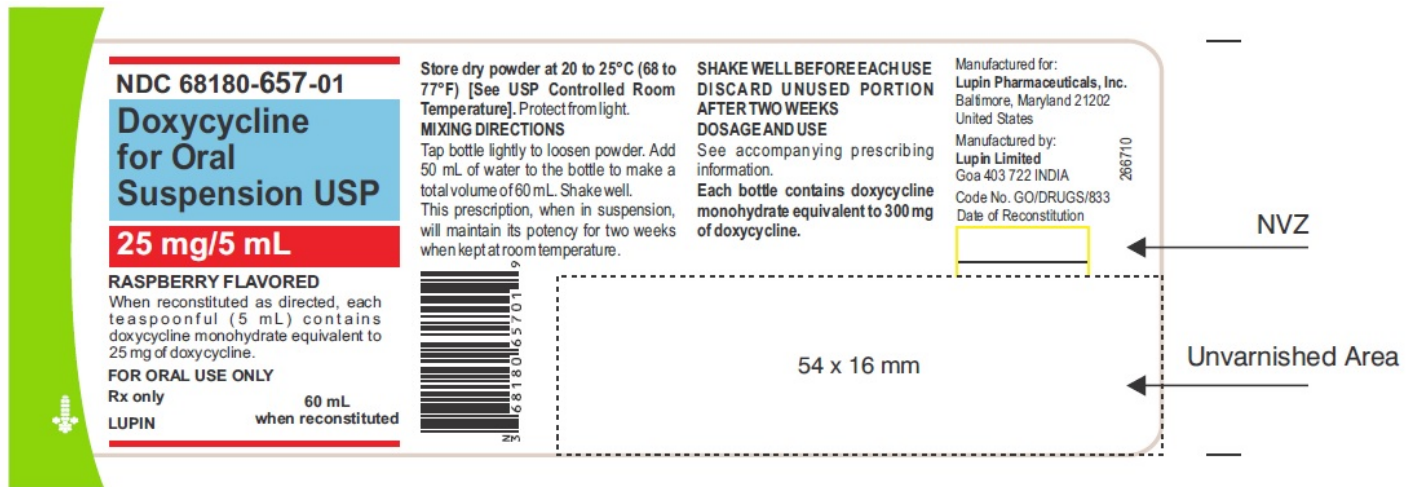 NDC 68180-657-01
Doxycycline
for Oral
Suspension USP
25 mg/5 mL
RASPBERRY FLAVORED
When reconstituted as directed, each
teaspoonful (5 mL) contains
doxycycline monohydrate equivalent to
25 mg of doxycycline.
FOR ORAL USE ONLY
Rx only
60 mL
when reconstituted
LUPIN
Store dry powder at 20 to 25°C (68 to
77°F) [See USP Controlled Room
Temperature]. Protect from light.
MIXING DIRECTIONS
Tap bottle lightly to loosen powder. Add
50 mL of water to the bottle to make a
total volume of 60 mL. Shake well.
This prescription, when in suspension,
will maintain its potency for two weeks
when kept at room temperature.
N
3 68180 65701 9
SHAKE WELL BEFORE EACH USE
DISCARD UNUSED PORTION
AFTER TWO WEEKS
DOSAGE AND USE
See accompanying prescribing
information.
Each bottle contains doxycycline
monohydrate equivalent to 300 mg
of doxycycline.
Manufactured for:
Lupin Pharmaceuticals, Inc.
Baltimore, Maryland 21202
United States
Manufactured by:
Lupin Limited
Goa 403 722 INDIA
Code No. GO/DRUGS/833
Date of Reconstitution
266710
54 x 16 mm
NVZ
Unvarnished Area